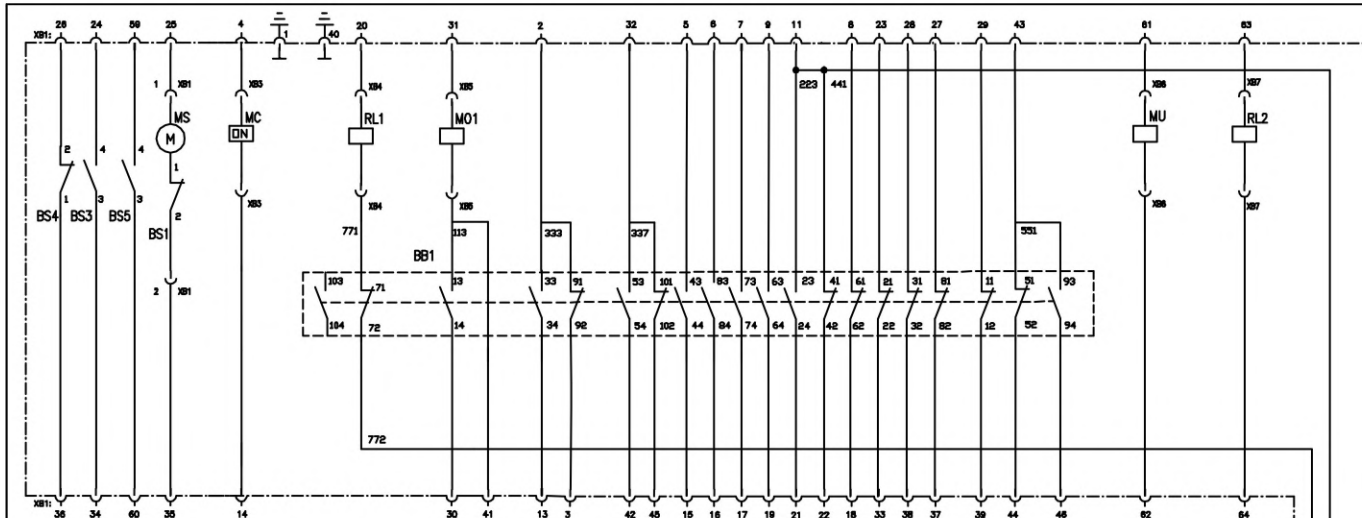 26 24 59 25 4 1 40 20 31 2 32 5 6 7 9 11 6 23 26 27 29 43 61 63
XB1:
223 441
1 XB1 XB3 XB4 XB5 XB6 XB7
MS MC RL1 MO1 MU RL2
M ON
2 4 4 1
1 3 3 2
XB3 XB4 XB5 XB6 XB7
BS4 BS3 BS5 BS1
771 113 333 337 551
BB1
103 71 13 33 91 53 101 43 83 73 63 23 41 61 21 31 81 11 51 93
2 XB1
104 72 14 34 92 54 102 44 84 74 64 24 42 62 22 32 82 12 52 94
772
XB1:
36 34 60 35 14 30 41 13 3 42 45 15 16 17 19 21 22 18 33 38 37 39 44 46 62 64